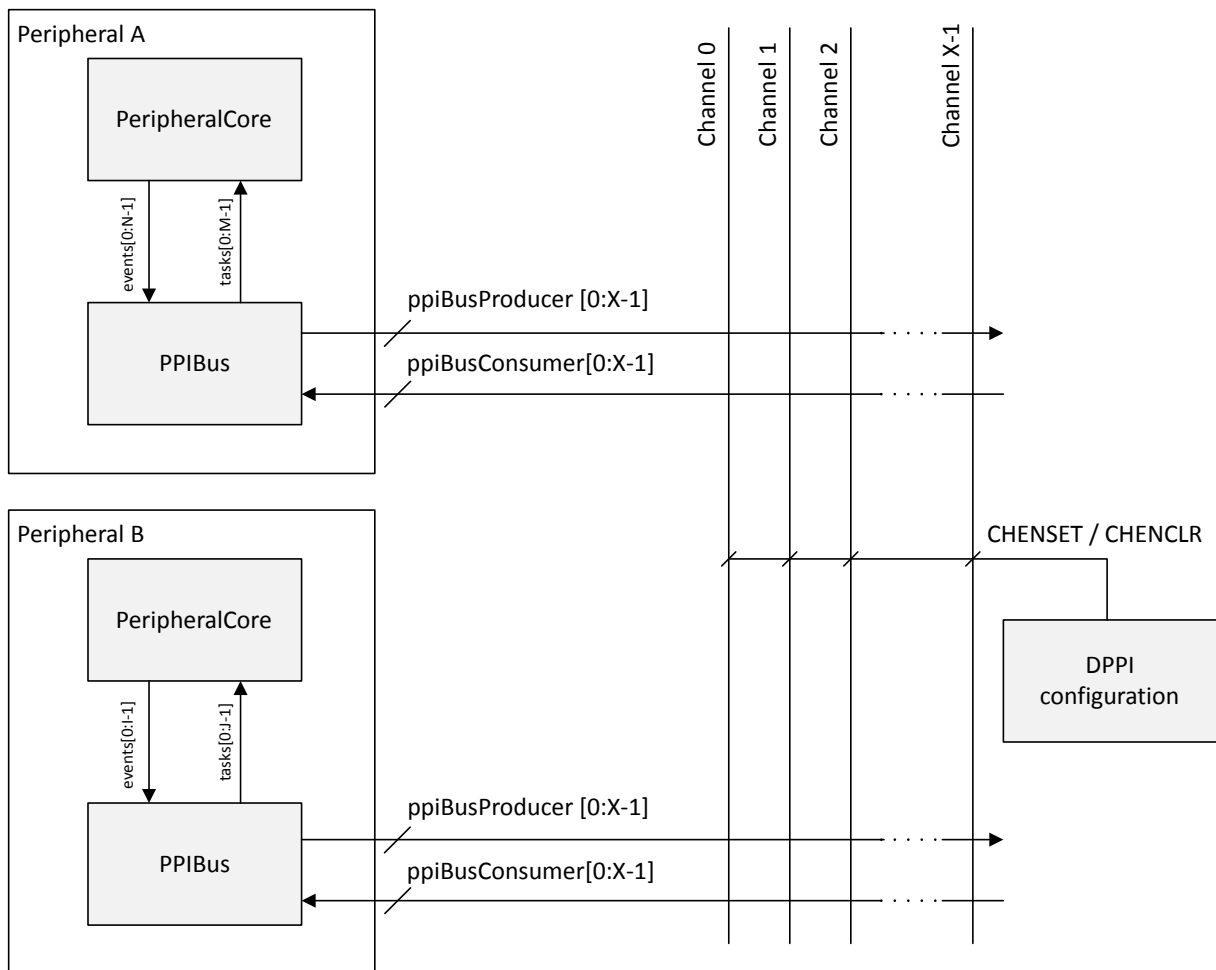 Peripheral A
PeripheralCore
events[0:N-1]
tasks[0:M-1]
PPIBus
ppiBusProducer [0:X-1]
ppiBusConsumer[0:X-1]
Channel 0
Channel 1
Channel 2
Channel X-1
Peripheral B
PeripheralCore
events[0:I-1]
tasks[0:J-1]
PPIBus
ppiBusProducer [0:X-1]
ppiBusConsumer[0:X-1]
CHENSET / CHENCLR
DPPI
configuration